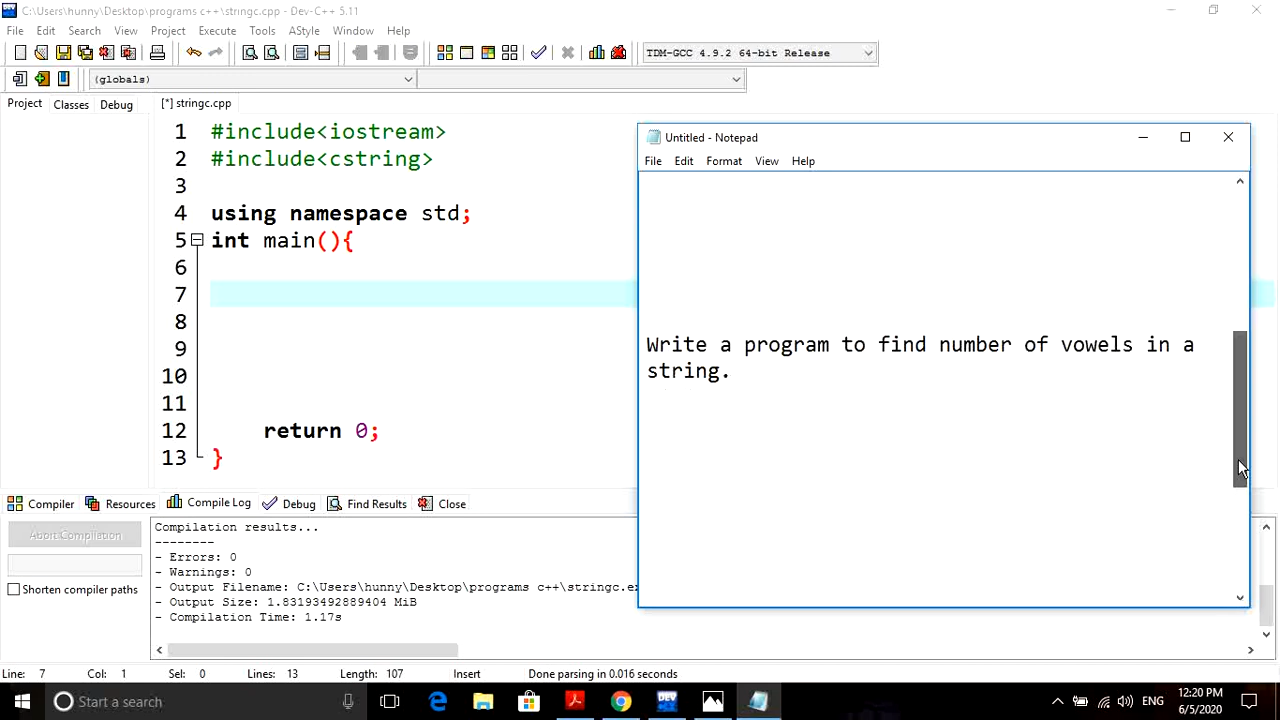 C:\Users\hunny\Desktop\programs c++\stringc.cpp - Dev-C++ 5.11
File Edit Search View Project Execute Tools AStyle Window Help
TDM-GCC 4.9.2 64-bit Release
(globals)
Project Classes Debug
[*] stringc.cpp
1 #include<iostream>
2 #include<cstring>
3
4 using namespace std;
5 int main(){
6
7
8
9
10
11
12 return 0;
13 }
Untitled - Notepad
File Edit Format View Help
Write a program to find number of vowels in a
string.
Compiler Resources Compile Log Debug Find Results Close
Abort Compilation
Shorten compiler paths
Compilation results...
--------
- Errors: 0
- Warnings: 0
- Output Filename: C:\Users\hunny\Desktop\programs c++\stringc.ex
- Output Size: 1.83193492889404 MiB
- Compilation Time: 1.17s
Line: 7 Col: 1 Sel: 0 Lines: 13 Length: 107 Insert Done parsing in 0.016 seconds
Start a search
DEV
ENG
12:20 PM
6/5/2020